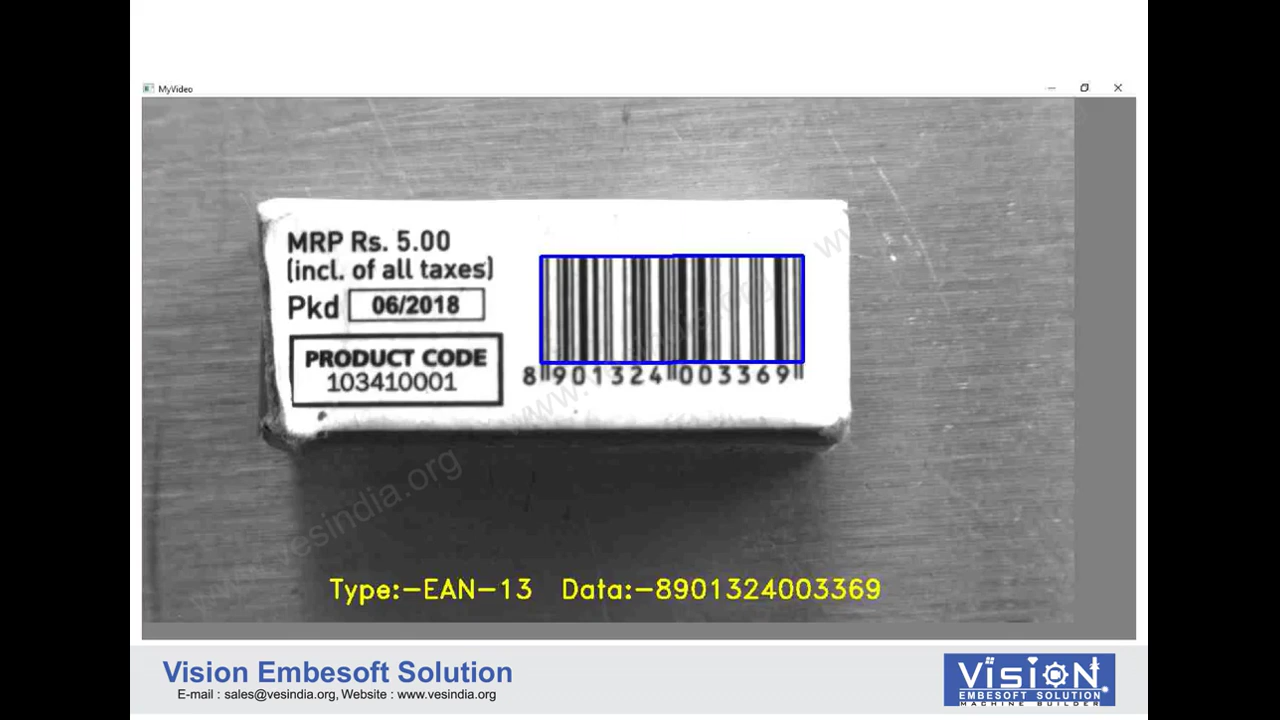 MyVideo
MRP Rs. 5.00
(incl. of all taxes)
Pkd 06/2018
PRODUCT CODE
103410001
8 901324 003369
www.vesindia.org
vesindia.org
Type:-EAN-13 Data:-8901324003369
Vision Embesoft Solution
E-mail : sales@vesindia.org, Website : www.vesindia.org
VISION
EMBESOFT SOLUTION
MACHINE BUILDER